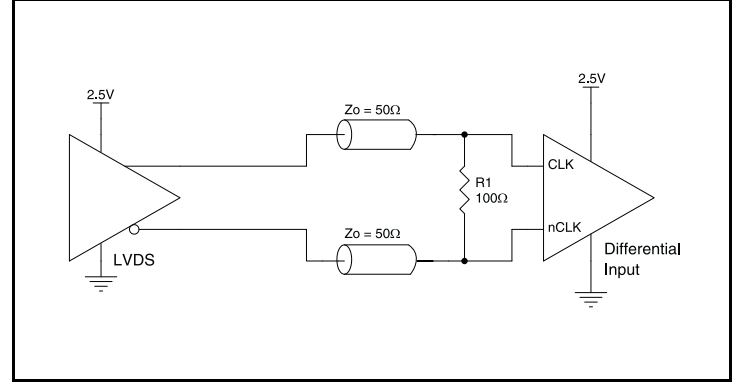 2.5V
2.5V
Zo = 50Ω
CLK
R1
100Ω
Zo = 50Ω
nCLK
LVDS
Differential
Input